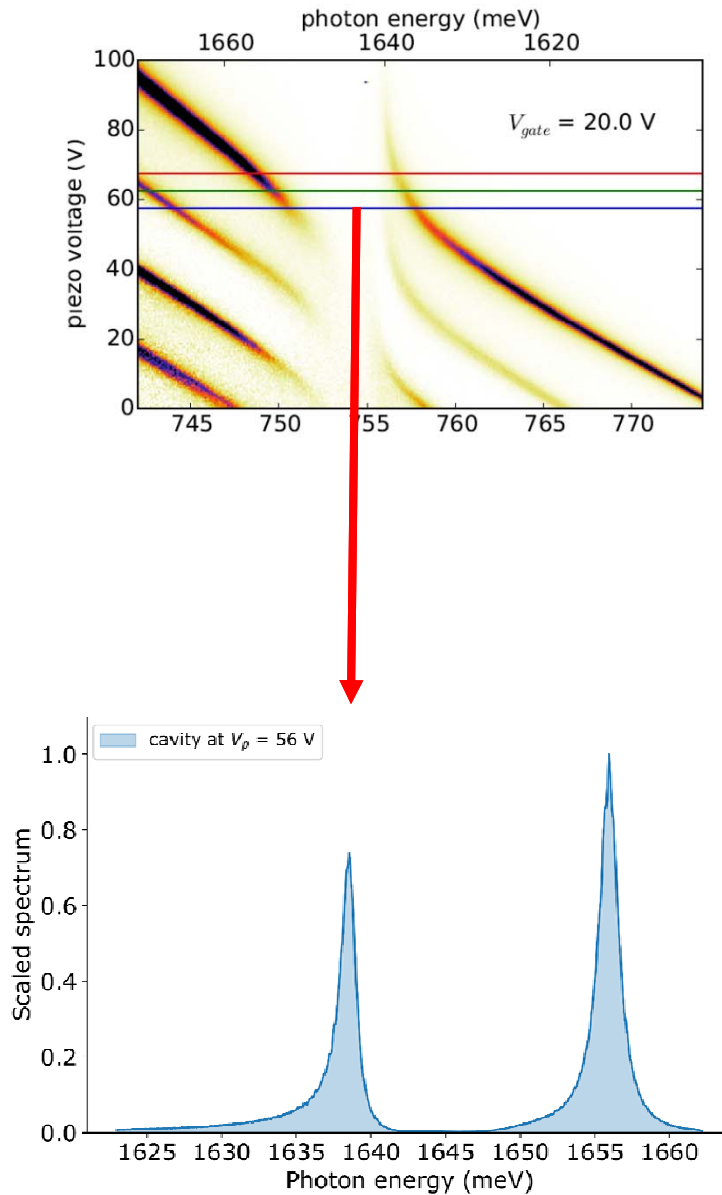 photon energy (meV)
1660 1640 1620
100
80
60
40
20
0
piezo voltage (V)
V_gate = 20.0 V
745 750 755 760 765 770
cavity at V_p = 56 V
1.0
0.8
0.6
0.4
0.2
0.0
Scaled spectrum
1625 1630 1635 1640 1645 1650 1655 1660
Photon energy (meV)